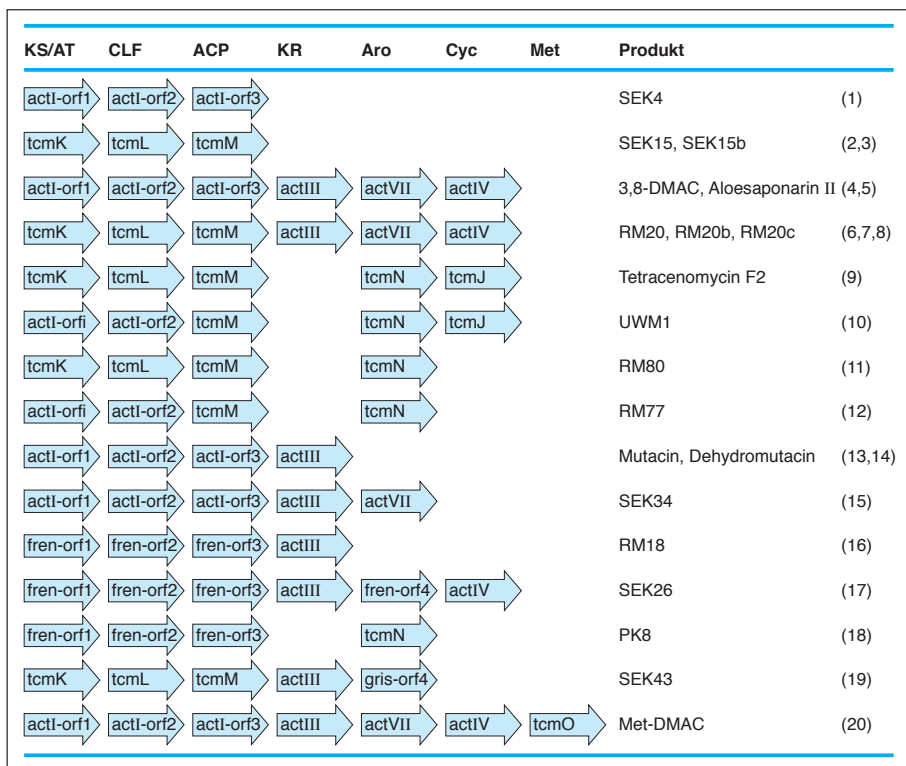 KS/AT CLF ACP KR Aro Cyc Met Produkt
actI-orf1 actI-orf2 actI-orf3 SEK4 (1)
tcmK tcmL tcmM SEK15, SEK15b (2,3)
actI-orf1 actI-orf2 actI-orf3 actIII actVII actIV 3,8-DMAC, Aloesaponarin II (4,5)
tcmK tcmL tcmM actIII actVII actIV RM20, RM20b, RM20c (6,7,8)
tcmK tcmL tcmM tcmN tcmJ Tetracenomycin F2 (9)
actI-orfi actI-orf2 tcmM tcmN tcmJ UWM1 (10)
tcmK tcmL tcmM tcmN RM80 (11)
actI-orfi actI-orf2 tcmM tcmN RM77 (12)
actI-orf1 actI-orf2 actI-orf3 actIII Mutacin, Dehydromutacin (13,14)
actI-orf1 actI-orf2 actI-orf3 actIII actVII SEK34 (15)
fren-orf1 fren-orf2 fren-orf3 actIII RM18 (16)
fren-orf1 fren-orf2 fren-orf3 actIII fren-orf4 actIV SEK26 (17)
fren-orf1 fren-orf2 fren-orf3 tcmN PK8 (18)
tcmK tcmL tcmM actIII gris-orf4 SEK43 (19)
actI-orf1 actI-orf2 actI-orf3 actIII actVII actIV tcmO Met-DMAC (20)